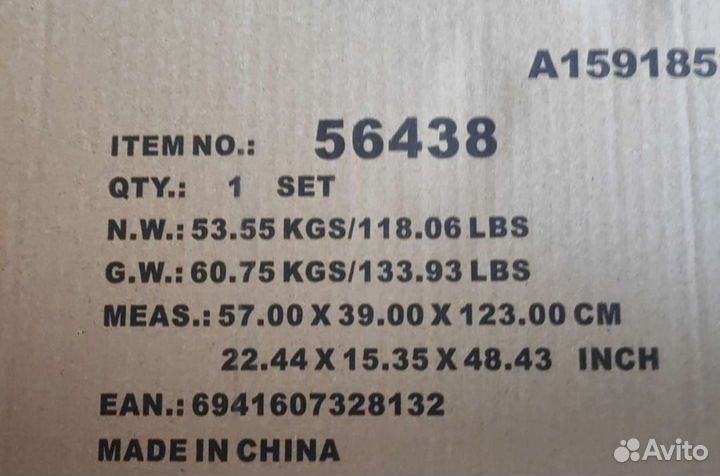 A159185
ITEM NO.: 56438
QTY.: 1 SET
N.W.: 53.55 KGS/118.06 LBS
G.W.: 60.75 KGS/133.93 LBS
MEAS.: 57.00 X 39.00 X 123.00 CM
22.44 X 15.35 X 48.43 INCH
EAN.: 6941607328132
MADE IN CHINA
Avito